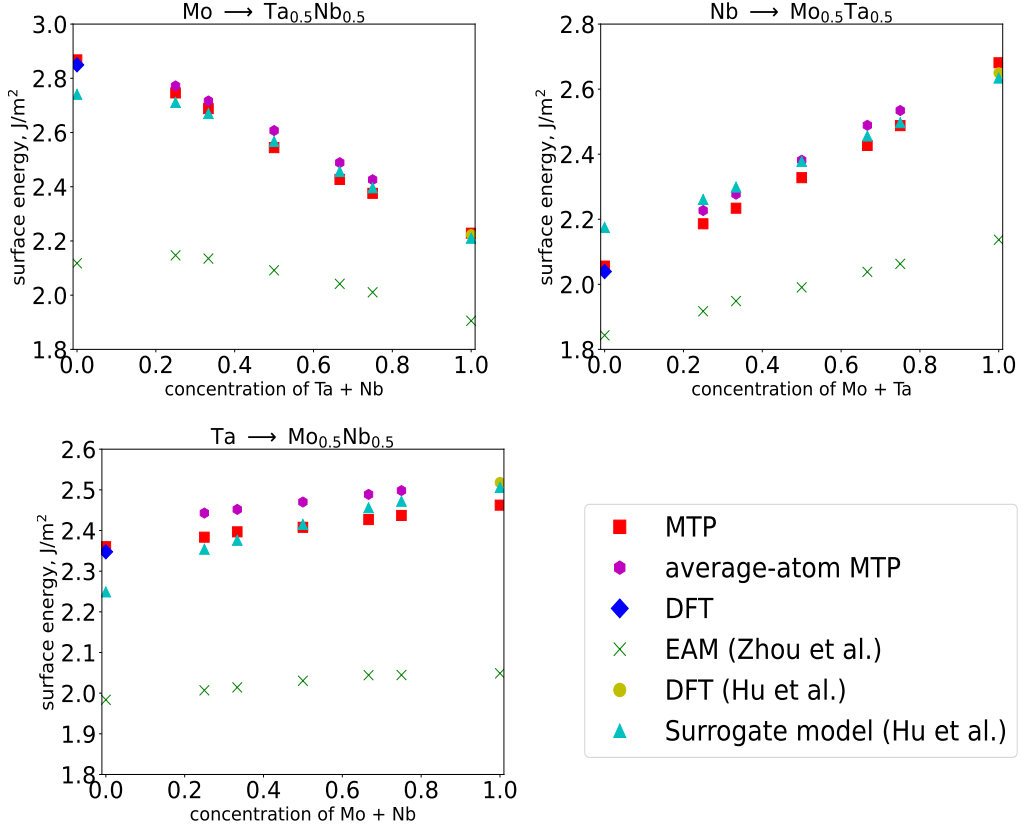 Mo ⟶ Ta₀.₅Nb₀.₅
surface energy, J/m²
3.0
2.8
2.6
2.4
2.2
2.0
1.8
0.0 0.2 0.4 0.6 0.8 1.0
concentration of Ta + Nb
Nb ⟶ Mo₀.₅Ta₀.₅
surface energy, J/m²
2.8
2.6
2.4
2.2
2.0
1.8
0.0 0.2 0.4 0.6 0.8 1.0
concentration of Mo + Ta
Ta ⟶ Mo₀.₅Nb₀.₅
surface energy, J/m²
2.6
2.5
2.4
2.3
2.2
2.1
2.0
1.9
1.8
0.0 0.2 0.4 0.6 0.8 1.0
concentration of Mo + Nb
MTP
average-atom MTP
DFT
EAM (Zhou et al.)
DFT (Hu et al.)
Surrogate model (Hu et al.)